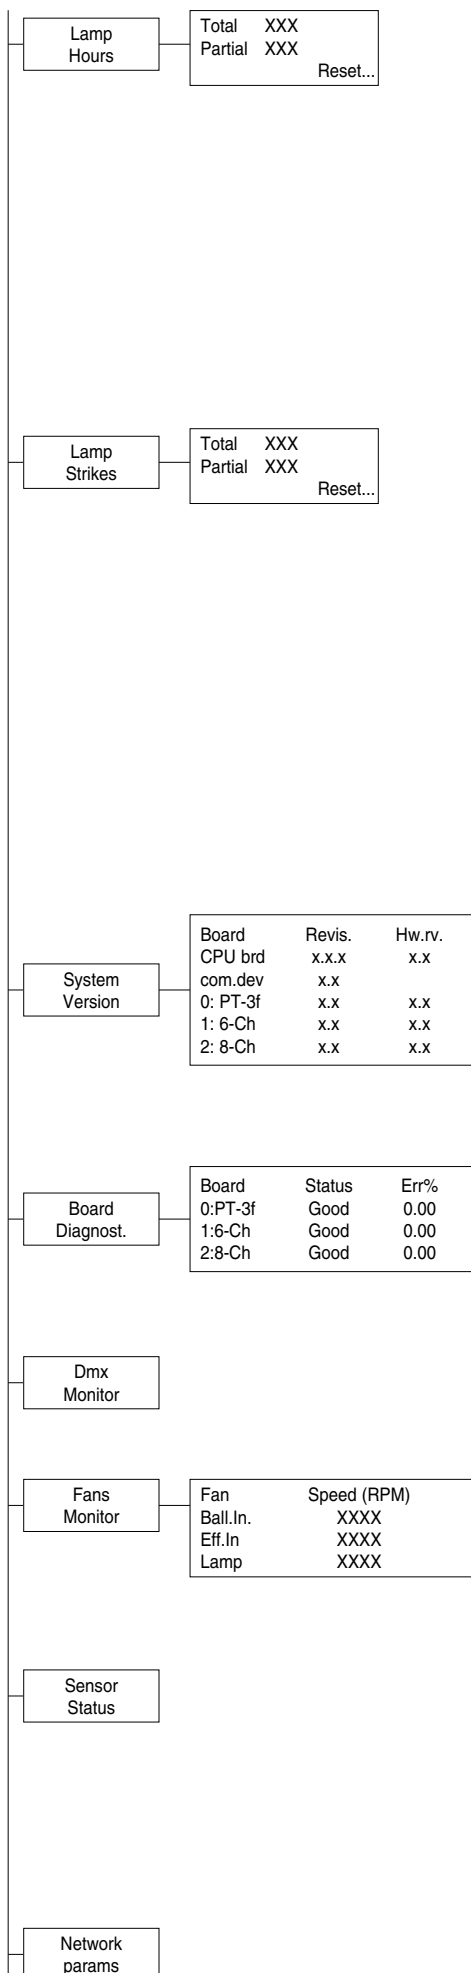 Lamp
Hours
Total XXX
Partial XXX
Reset...
Lamp
Strikes
Total XXX
Partial XXX
Reset...
System
Version
Board Revis. Hw.rv.
CPU brd x.x.x x.x
com.dev x.x
0: PT-3f x.x x.x
1: 6-Ch x.x x.x
2: 8-Ch x.x x.x
Board
Diagnost.
Board Status Err%
0:PT-3f Good 0.00
1:6-Ch Good 0.00
2:8-Ch Good 0.00
Dmx
Monitor
Fans
Monitor
Fan Speed (RPM)
Ball.In. XXXX
Eff.In XXXX
Lamp XXXX
Sensor
Status
Network
params